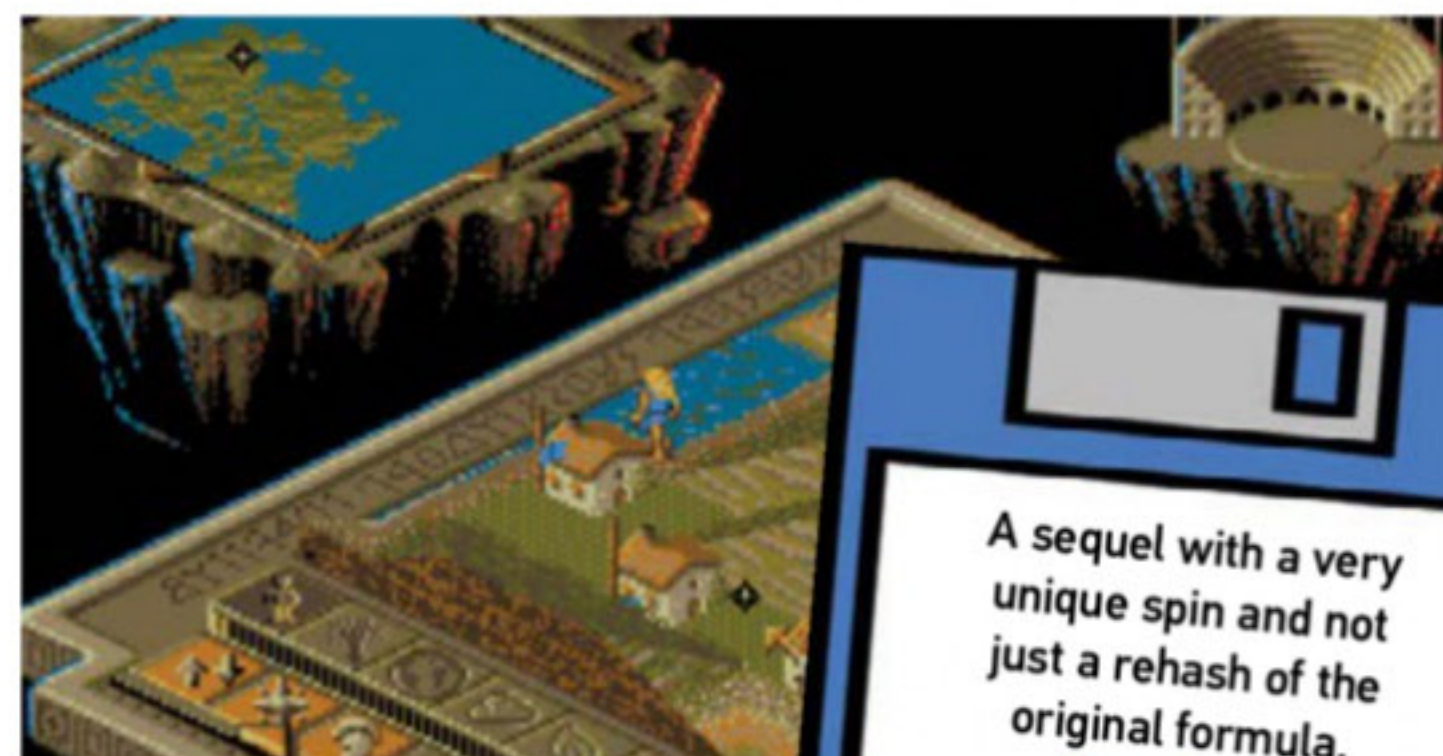 A sequel with a very
unique spin and not
just a rehash of the
original formula.